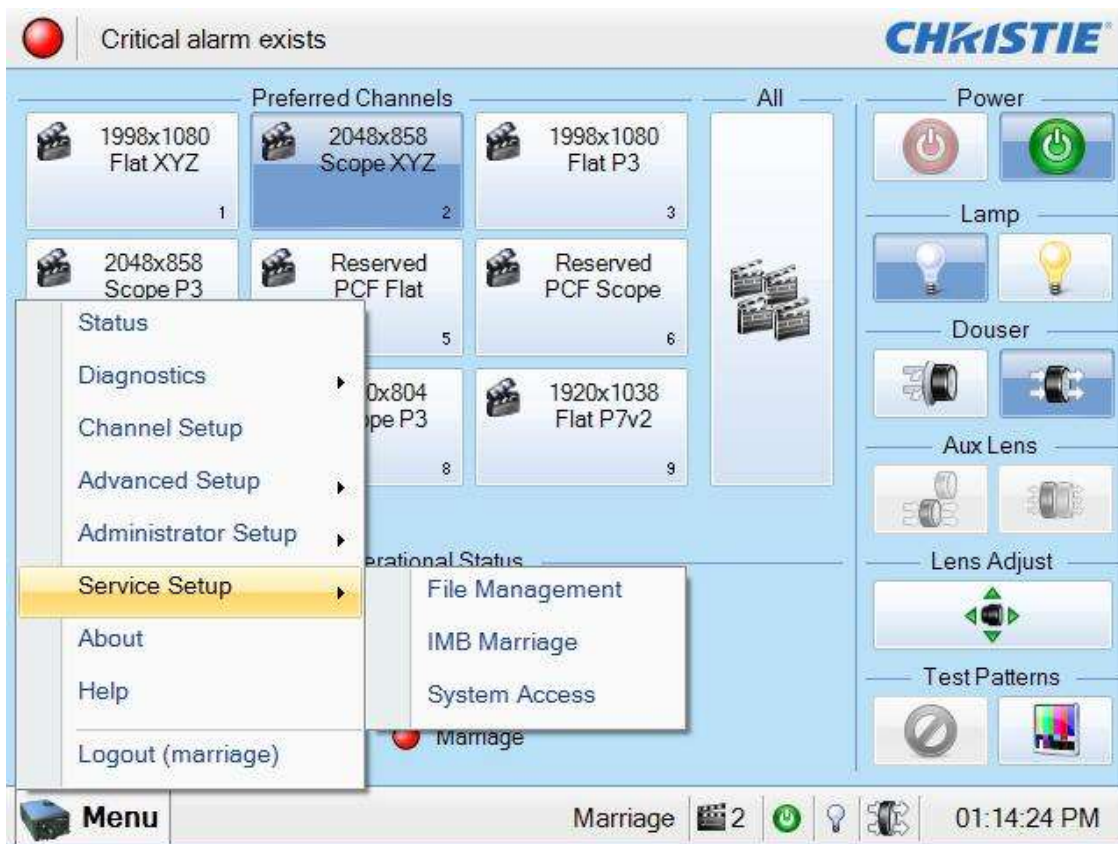 Critical alarm exists
CHRISTIE
Preferred Channels
All
Power
1998x1080
Flat XYZ
1
2048x858
Scope XYZ
2
1998x1080
Flat P3
3
Lamp
2048x858
Scope P3
Reserved
PCF Flat
5
Reserved
PCF Scope
6
Douser
0x804
ope P3
8
1920x1038
Flat P7v2
9
Aux Lens
erational Status
Lens Adjust
Test Patterns
Marriage
Status
Diagnostics
Channel Setup
Advanced Setup
Administrator Setup
Service Setup
About
Help
Logout (marriage)
File Management
IMB Marriage
System Access
Menu
Marriage
2
01:14:24 PM